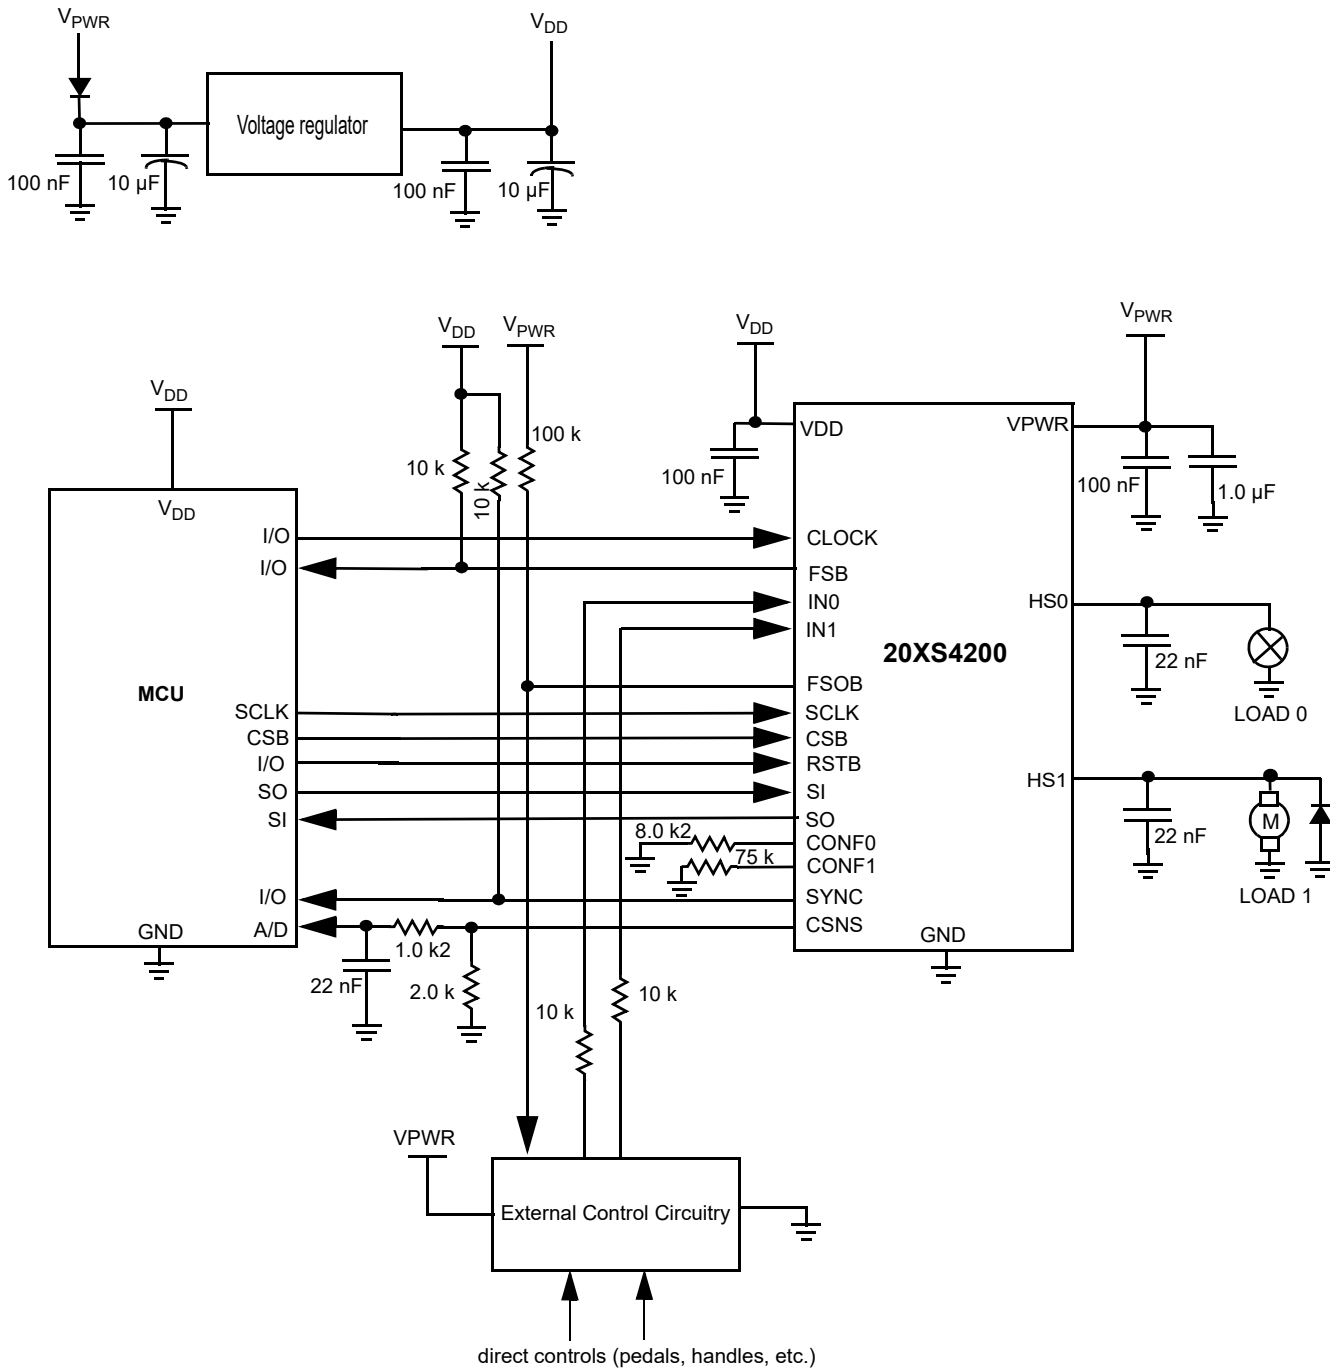 VPWR
VDD
Voltage regulator
100 nF
10 µF
100 nF
10 µF
VDD
VPWR
VDD
VPWR
VDD
100 k
10 k
10 k
VDD
VPWR
100 nF
100 nF
1.0 µF
VDD
I/O
CLOCK
I/O
FSB
IN0
HS0
IN1
20XS4200
22 nF
MCU
FSOB
LOAD 0
SCLK
SCLK
CSB
CSB
I/O
RSTB
HS1
SO
SI
SI
SO
M
22 nF
8.0 k2
CONF0
75 k
CONF1
I/O
SYNC
LOAD 1
A/D
CSNS
GND
GND
1.0 k2
22 nF
2.0 k
10 k
10 k
VPWR
External Control Circuitry
direct controls (pedals, handles, etc.)